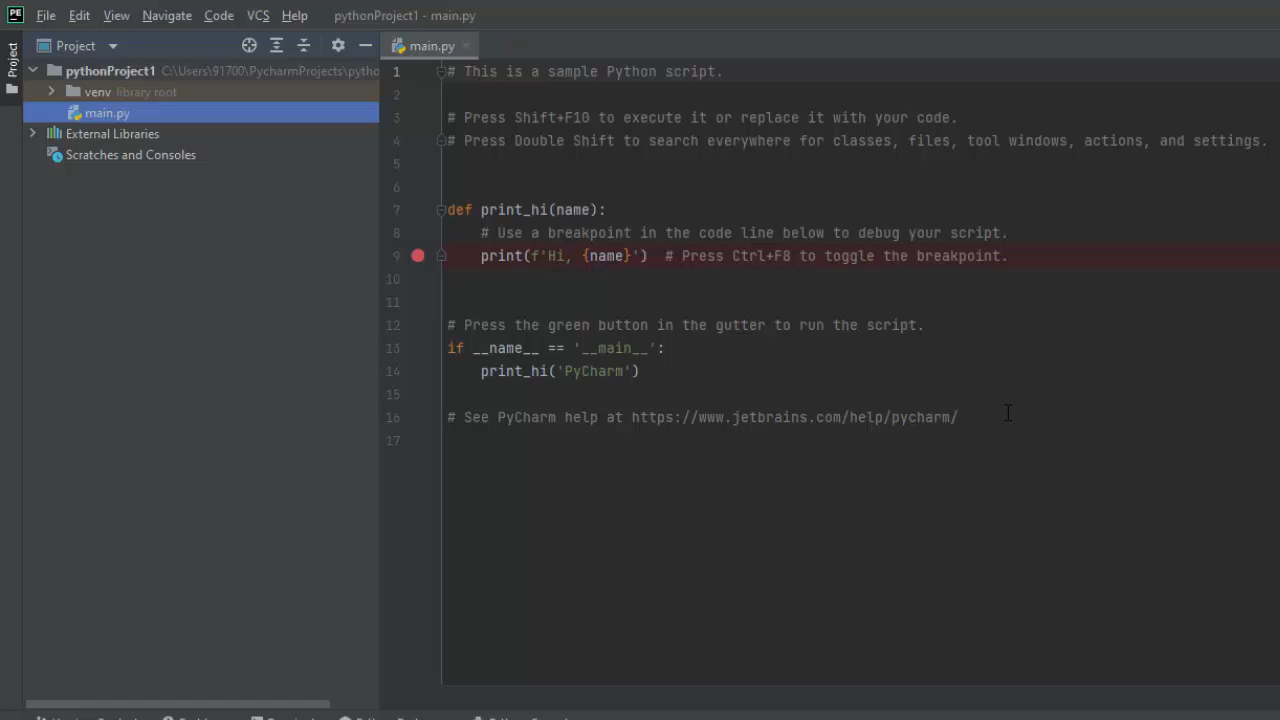 PE File Edit View Navigate Code VCS Help pythonProject1 - main.py
Project
Project
main.py
pythonProject1 C:\Users\91700\PycharmProjects\pytho
venv library root
main.py
External Libraries
Scratches and Consoles
1 # This is a sample Python script.
2
3 # Press Shift+F10 to execute it or replace it with your code.
4 # Press Double Shift to search everywhere for classes, files, tool windows, actions, and settings.
5
6
7 def print_hi(name):
8 # Use a breakpoint in the code line below to debug your script.
9 print(f'Hi, {name}') # Press Ctrl+F8 to toggle the breakpoint.
10
11
12 # Press the green button in the gutter to run the script.
13 if __name__ == '__main__':
14 print_hi('PyCharm')
15
16 # See PyCharm help at https://www.jetbrains.com/help/pycharm/
17